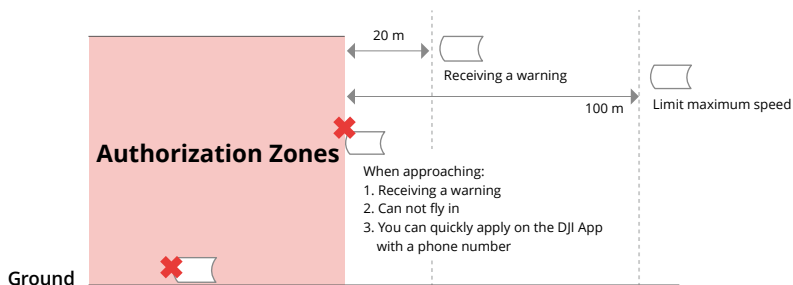 20 m
Receiving a warning
100 m
Limit maximum speed
Authorization Zones
When approaching:
1. Receiving a warning
2. Can not fly in
3. You can quickly apply on the DJI App
with a phone number
Ground